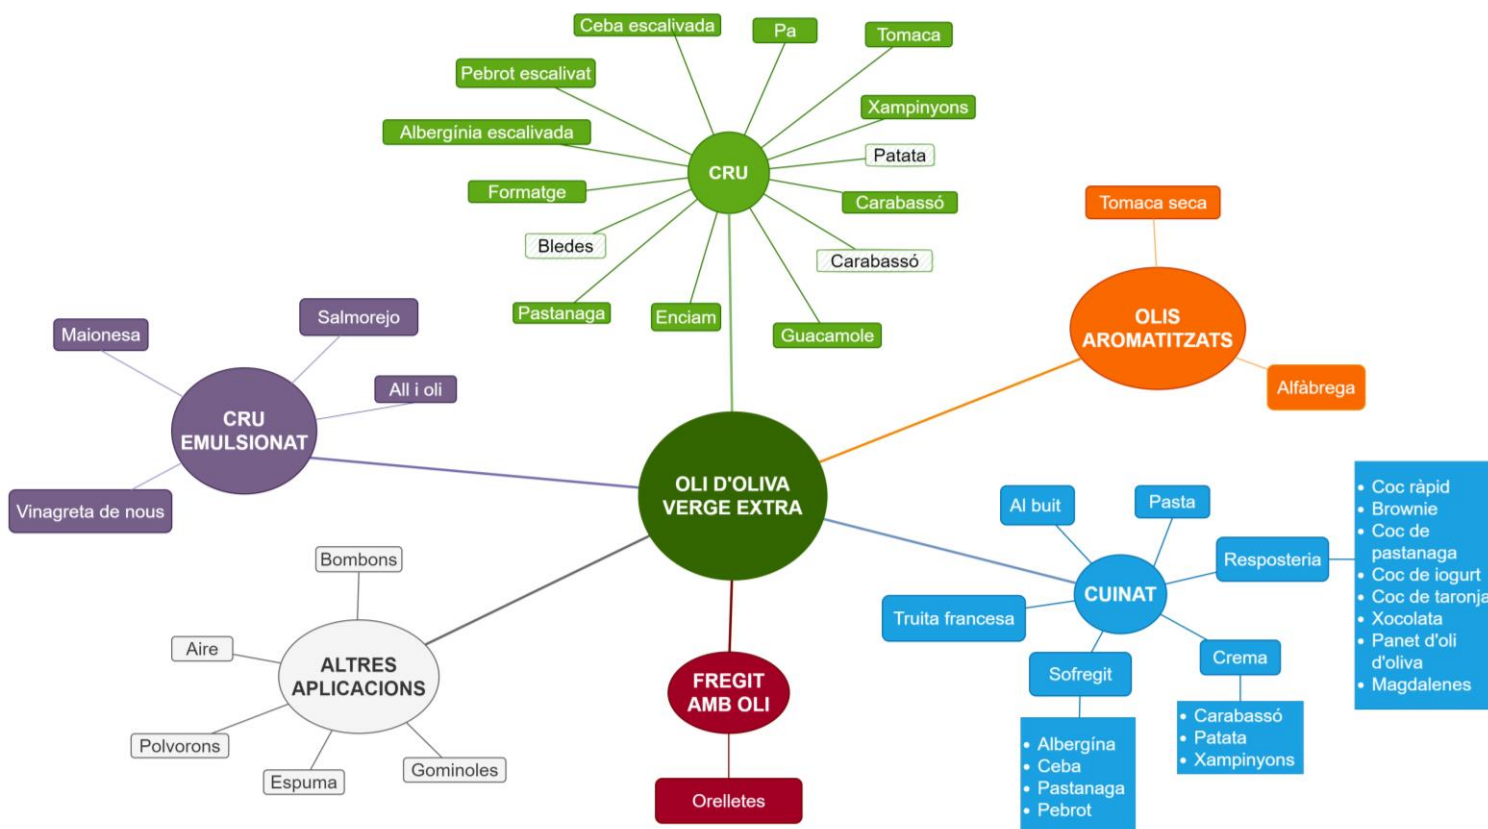 Ceba escalivada
Pa
Tomaca
Pebrot escalivat
Xampinyons
Albergínia escalivada
Patata
CRU
Formatge
Carabassó
Bledes
Carabassó
Pastanaga
Enciam
Guacamole
Tomaca seca
OLIS
AROMATITZATS
Alfàbrega
Maionesa
Salmorejo
All i oli
CRU
EMULSIONAT
Vinagreta de nous
OLI D'OLIVA
VERGE EXTRA
Al buit
Pasta
Resposteria
• Coc ràpid
• Brownie
• Coc de
pastanaga
• Coc de iogurt
• Coc de taronja
• Xocolata
• Panet d'oli
d'oliva
• Magdalenes
CUINAT
Truita francesa
Sofregit
• Albergína
• Ceba
• Pastanaga
• Pebrot
Crema
• Carabassó
• Patata
• Xampinyons
Bombons
Aire
ALTRES
APLICACIONS
Polvorons
Espuma
Gominoles
FREGIT
AMB OLI
Orelletes